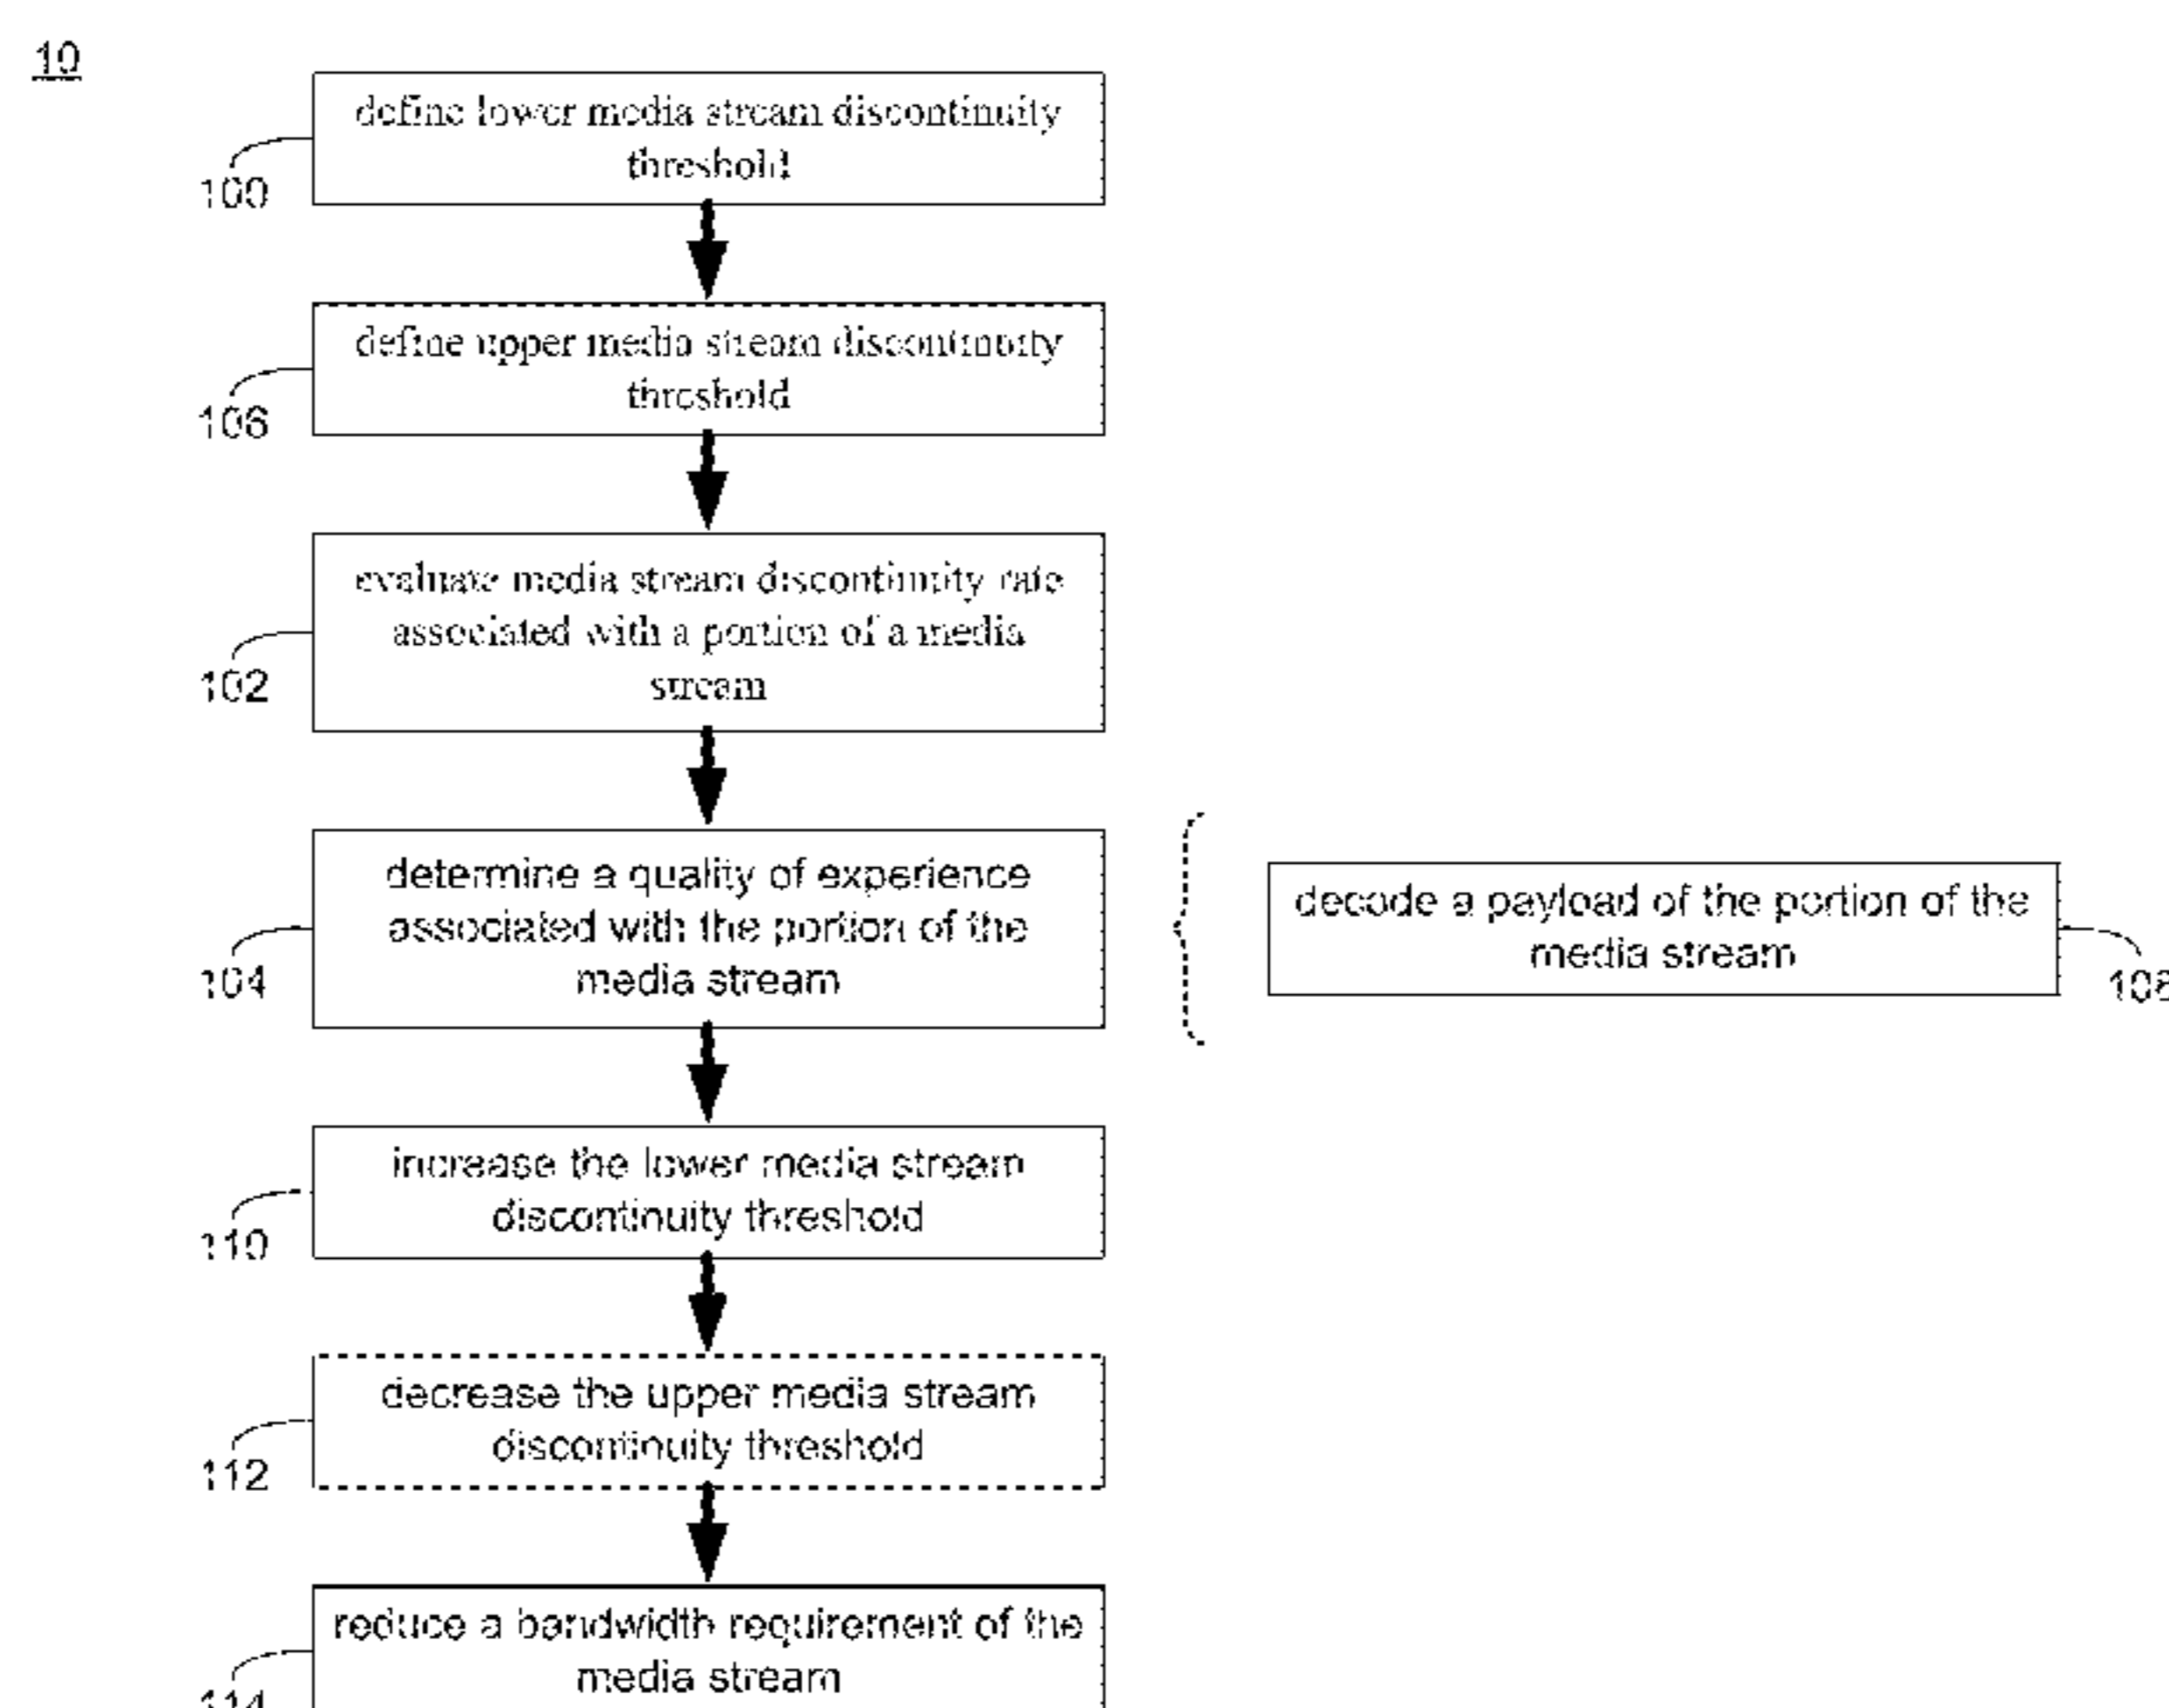 10
define lower media stream discontinuity
threshold
100
define upper media stream discontinuity
threshold
106
evaluate media stream discontinuity rate
associated with a portion of a media
stream
102
determine a quality of experience
associated with the portion of the
media stream
104
decode a payload of the portion of the
media stream
increase the lower media stream
discontinuity threshold
110
decrease the upper media stream
discontinuity threshold
112
reduce a bandwidth requirement of the
media stream
114